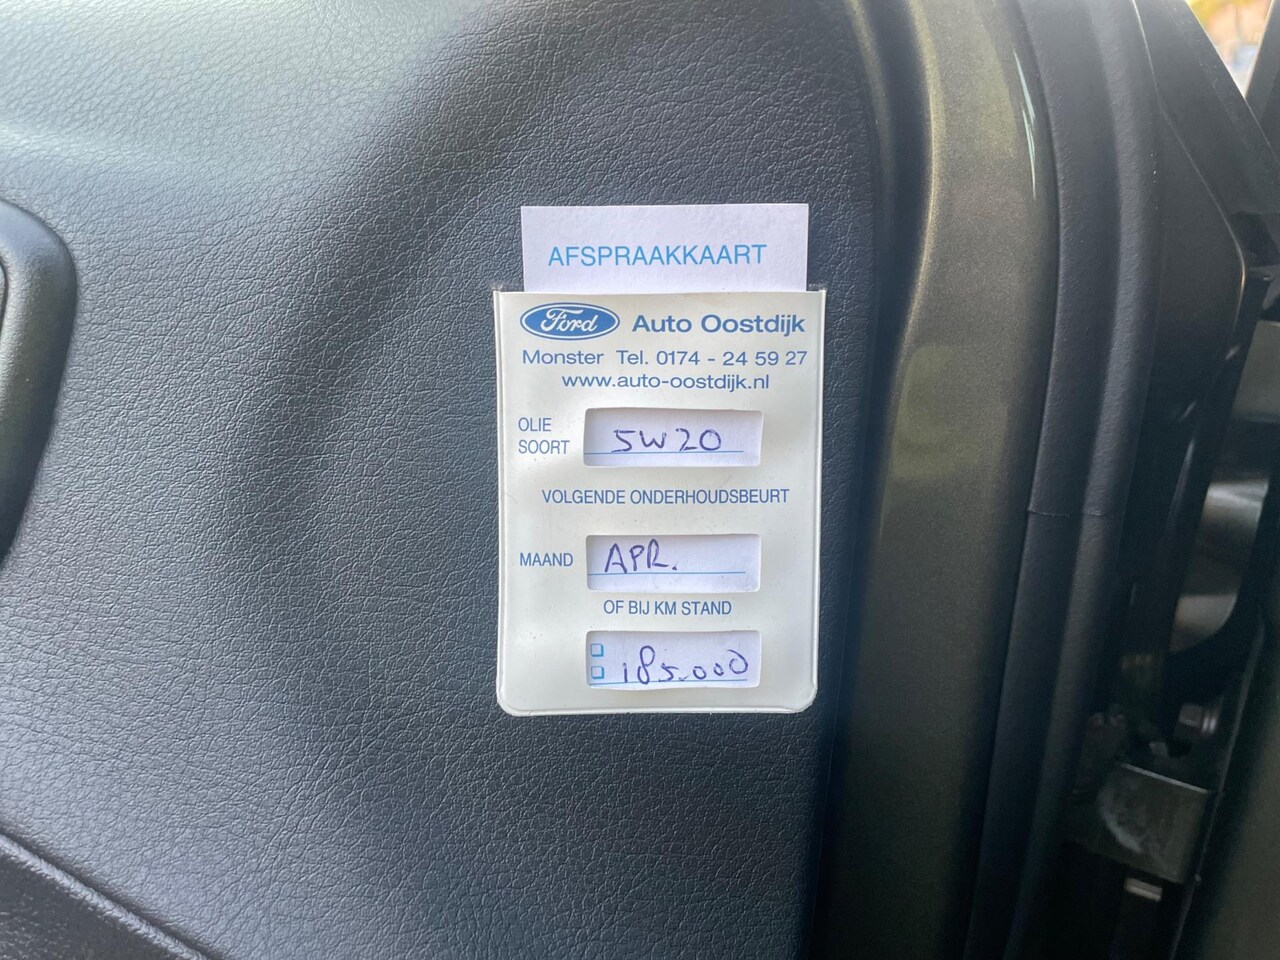 AFSPRAAKKAART
Ford Auto Oostdijk
Monster Tel. 0174 - 24 59 27
www.auto-oostdijk.nl
OLIE SOORT 5W20
VOLGENDE ONDERHOUDSBEURT
MAAND APR.
OF BIJ KM STAND
185.000